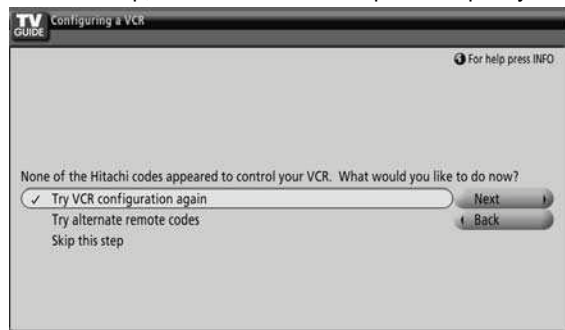 TV GUIDE Configuring a VCR
For help press INFO
None of the Hitachi codes appeared to control your VCR. What would you like to do now?
✓ Try VCR configuration again Next
Try alternate remote codes Back
Skip this step